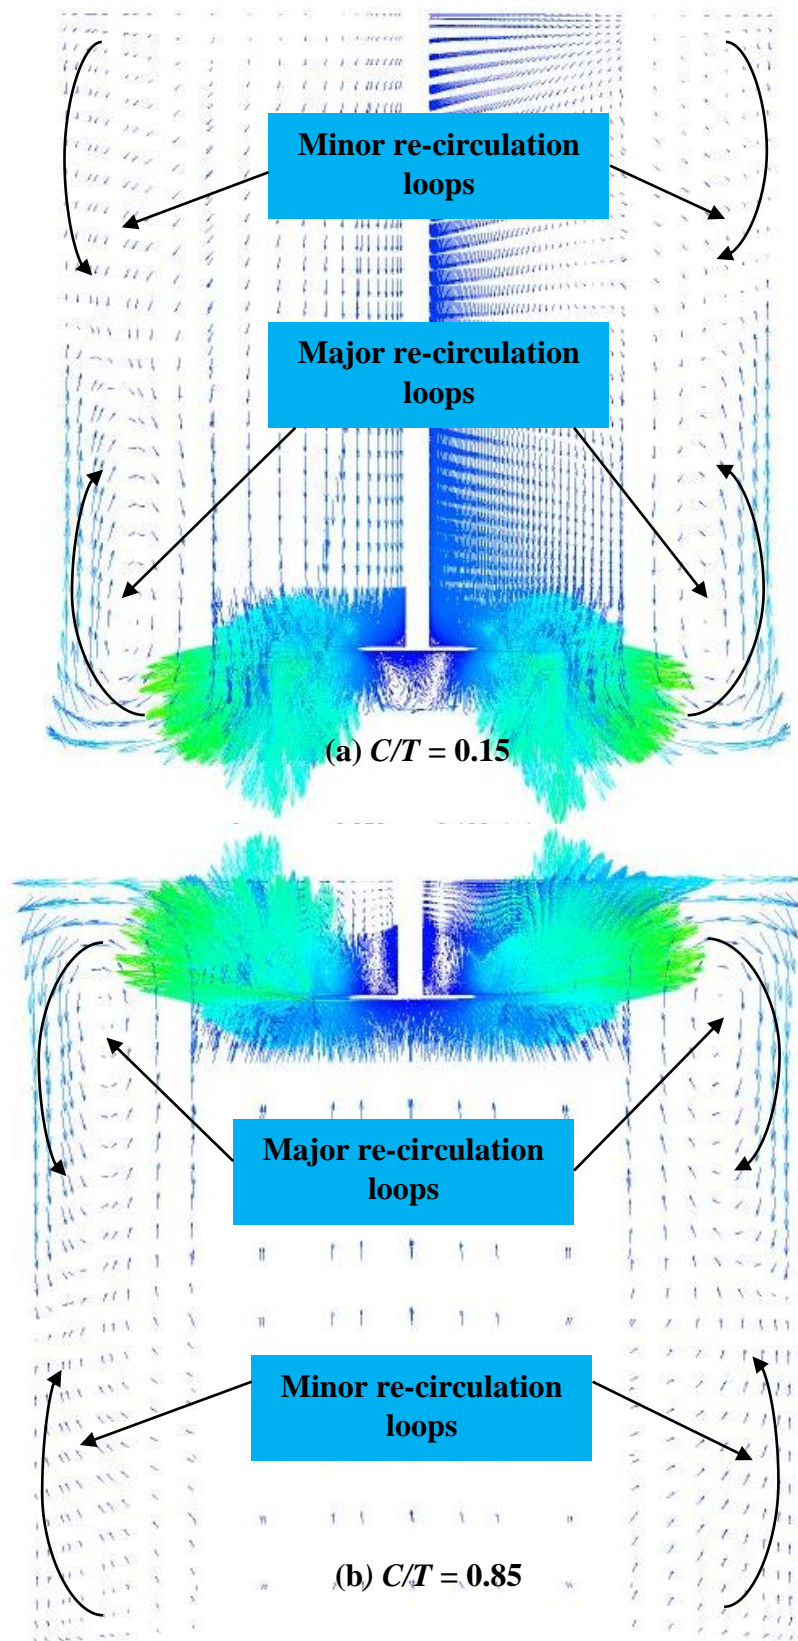 Minor re-circulation
loops
Major re-circulation
loops
(a) C/T = 0.15
Major re-circulation
loops
Minor re-circulation
loops
(b) C/T = 0.85